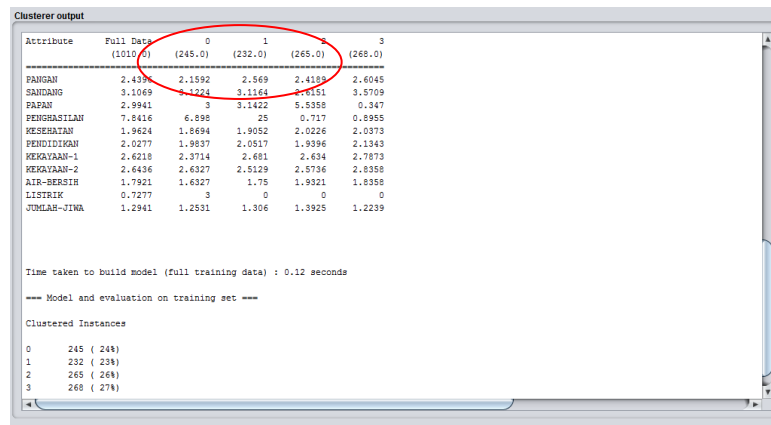 Clusterer output
Attribute Full Data 0 1 2 3
(1010.0) (245.0) (232.0) (265.0) (268.0)
==========================================================
PANGAN 2.4396 2.1592 2.569 2.4189 2.6045
SANDANG 3.1069 3.1224 3.1164 2.6151 3.5709
PAPAN 2.9941 3 3.1422 5.5358 0.347
PENGHASILAN 7.8416 6.898 25 0.717 0.8955
KESEHATAN 1.9624 1.8694 1.9052 2.0226 2.0373
PENDIDIKAN 2.0277 1.9837 2.0517 1.9396 2.1343
KEKAYAAN-1 2.6218 2.3714 2.681 2.634 2.7873
KEKAYAAN-2 2.6436 2.6327 2.5129 2.5736 2.8358
AIR-BERSIH 1.7921 1.6327 1.75 1.9321 1.8358
LISTRIK 0.7277 3 0 0 0
JUMLAH-JIWA 1.2941 1.2531 1.306 1.3925 1.2239
Time taken to build model (full training data) : 0.12 seconds
=== Model and evaluation on training set ===
Clustered Instances
0 245 ( 24%)
1 232 ( 23%)
2 265 ( 26%)
3 268 ( 27%)